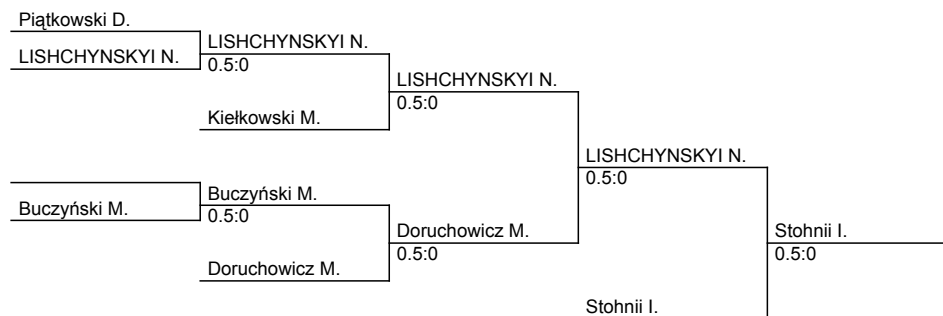 Piątkowski D.
LISHCHYNSKYI N.
LISHCHYNSKYI N.
0.5:0
LISHCHYNSKYI N.
0.5:0
Kiełkowski M.
LISHCHYNSKYI N.
0.5:0
Buczyński M.
Buczyński M.
0.5:0
Doruchowicz M.
0.5:0
Stohnii I.
0.5:0
Doruchowicz M.
Stohnii I.